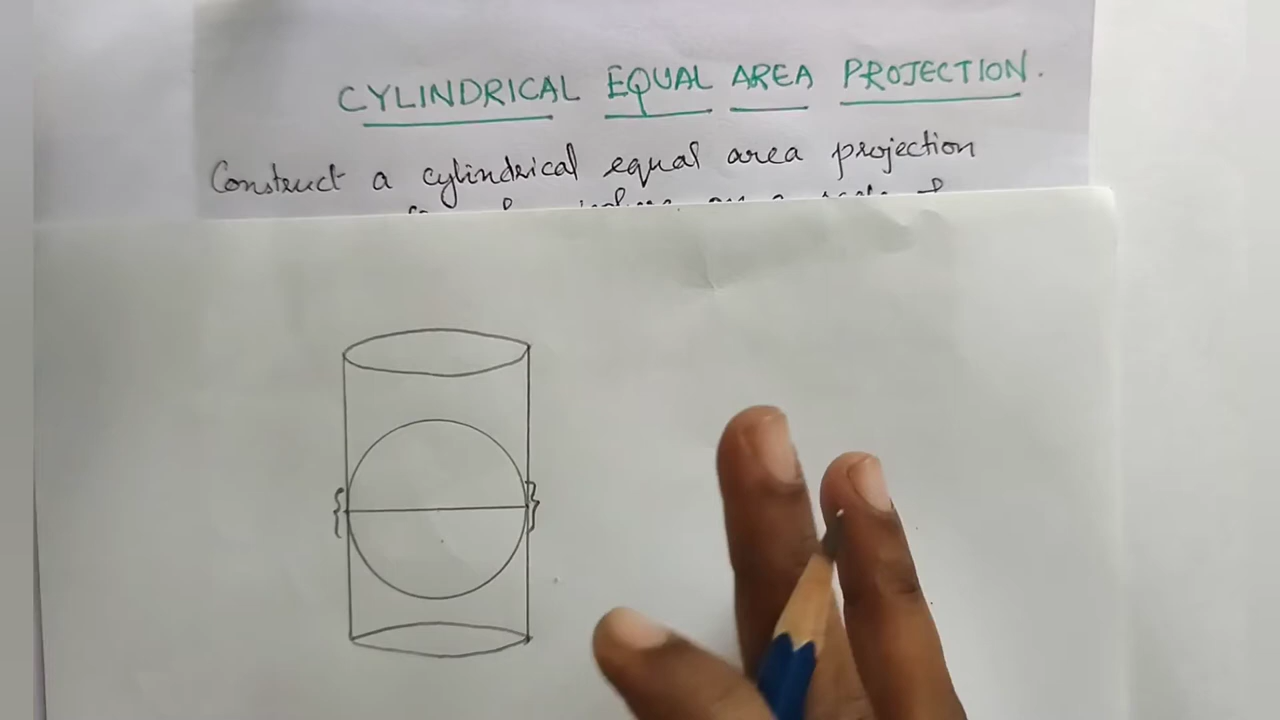 CYLINDRICAL EQUAL AREA PROJECTION.
Construct a cylindrical equal area projection